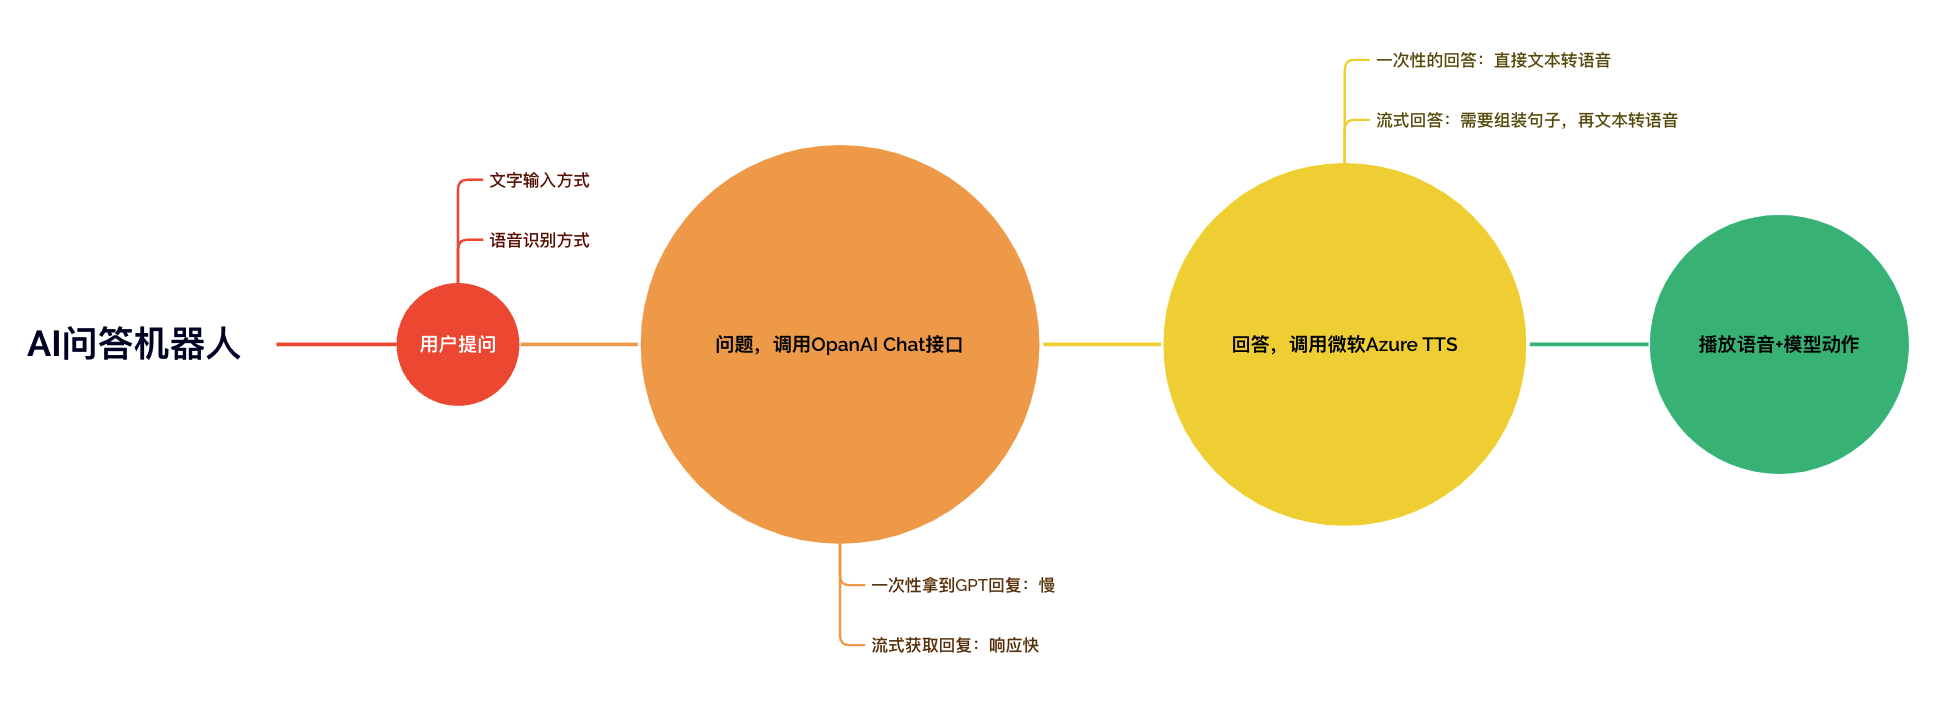 AI问答机器人
用户提问
文字输入方式
语音识别方式
问题，调用OpanAI Chat接口
一次性拿到GPT回复：慢
流式获取回复：响应快
回答，调用微软Azure TTS
一次性的回答：直接文本转语音
流式回答：需要组装句子，再文本转语音
播放语音+模型动作